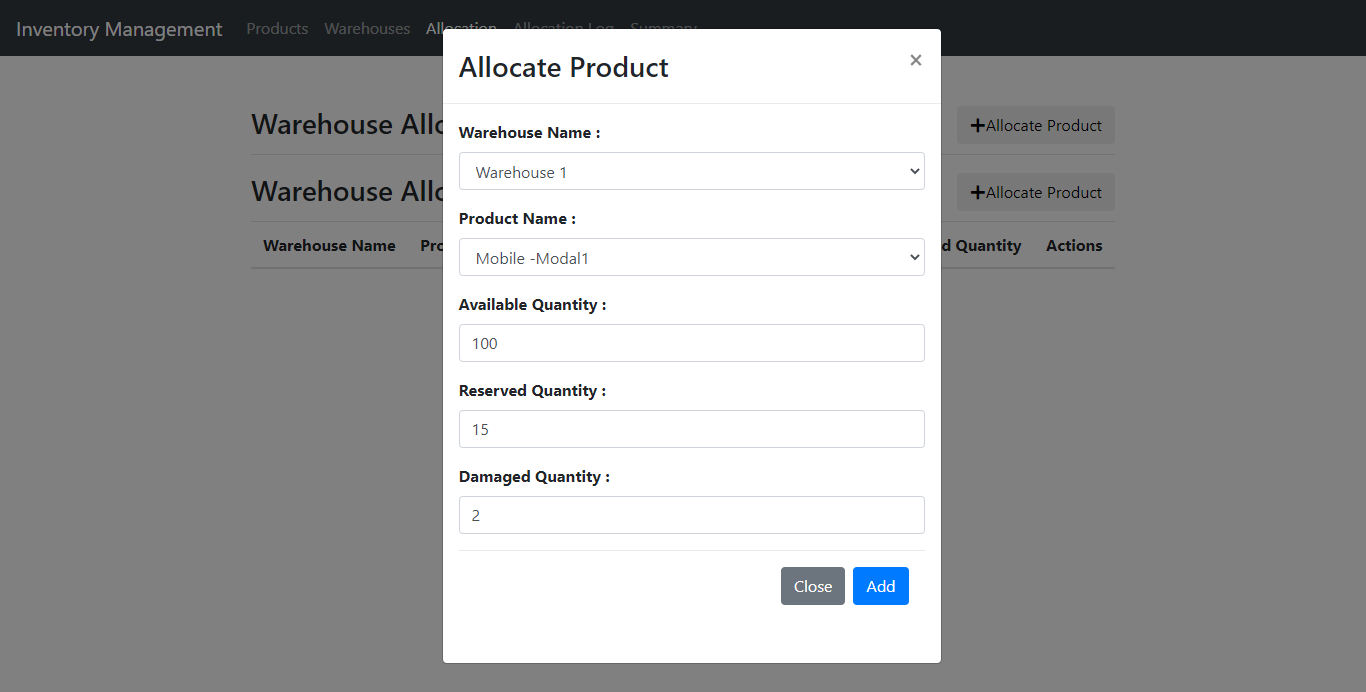 Inventory Management Products Warehouses Allocation Allocation Log Summary
Allocate Product ×
Warehouse Name :
Warehouse 1
Product Name :
Mobile -Modal1
Available Quantity :
100
Reserved Quantity :
15
Damaged Quantity :
2
Close Add
Warehouse Allo
Allocate Product
Warehouse Allo
Allocate Product
Warehouse Name Pro d Quantity Actions